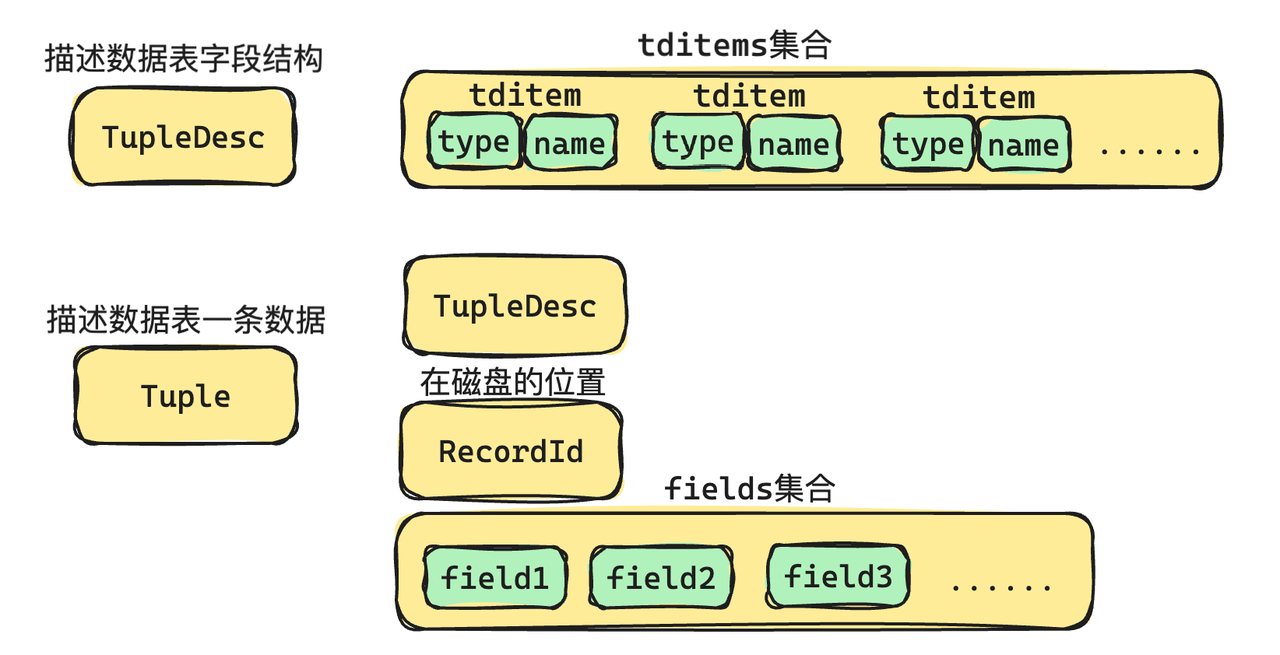 描述数据表字段结构
TupleDesc
tditems集合
tditem tditem tditem
type name type name type name ......
描述数据表一条数据
Tuple
TupleDesc
在磁盘的位置
RecordId
fields集合
field1 field2 field3 ......